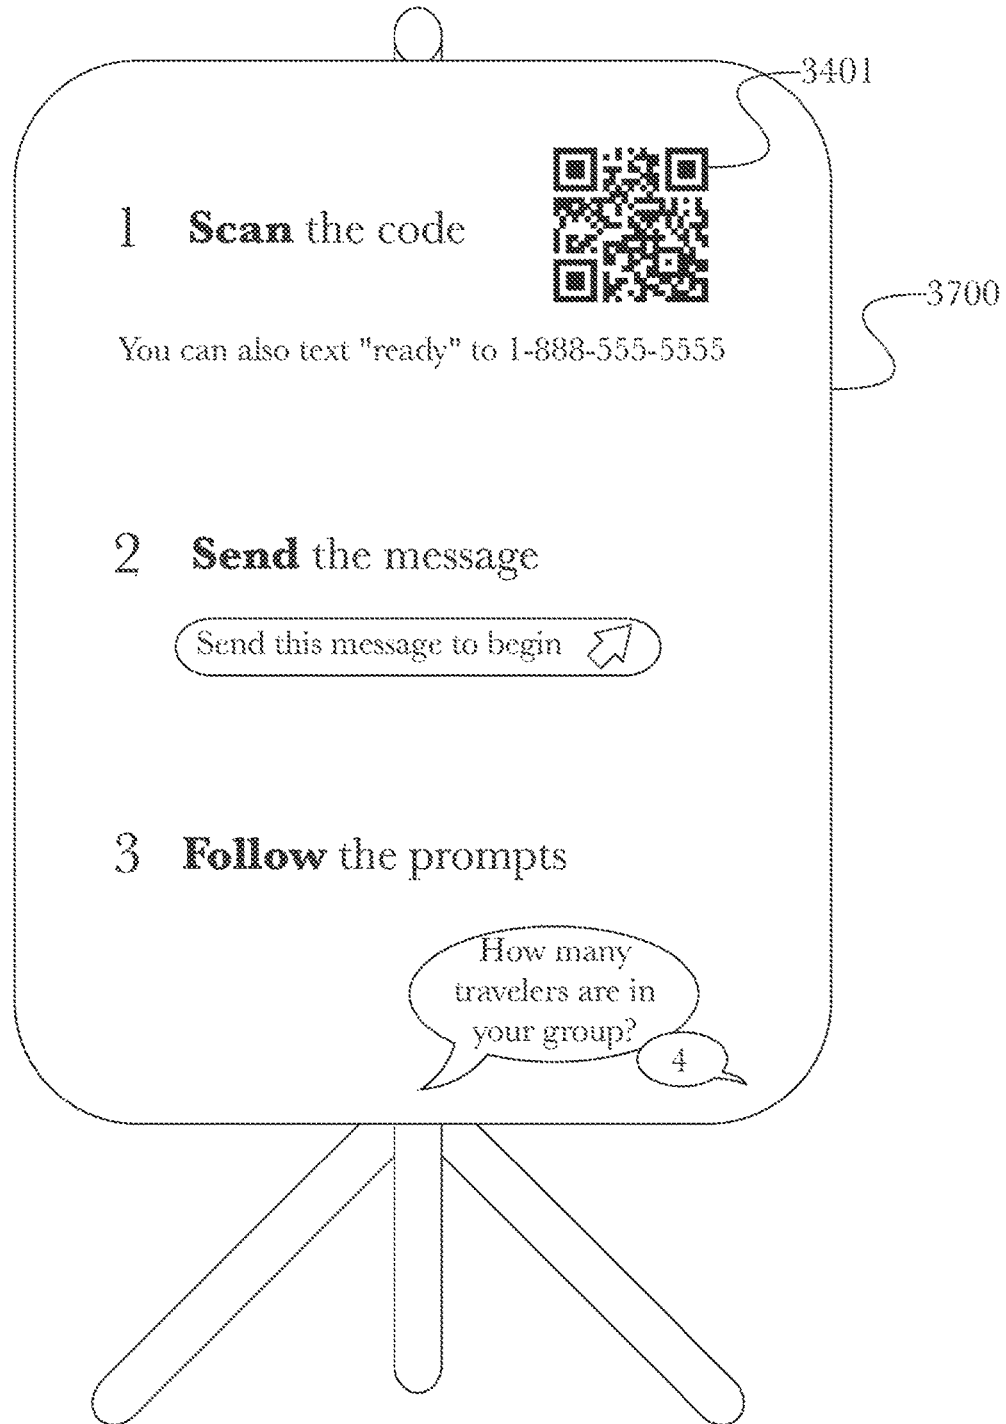 3401
1 Scan the code
3700
You can also text "ready" to 1-888-555-5555
2 Send the message
Send this message to begin
3 Follow the prompts
How many
travelers are in
your group?
4